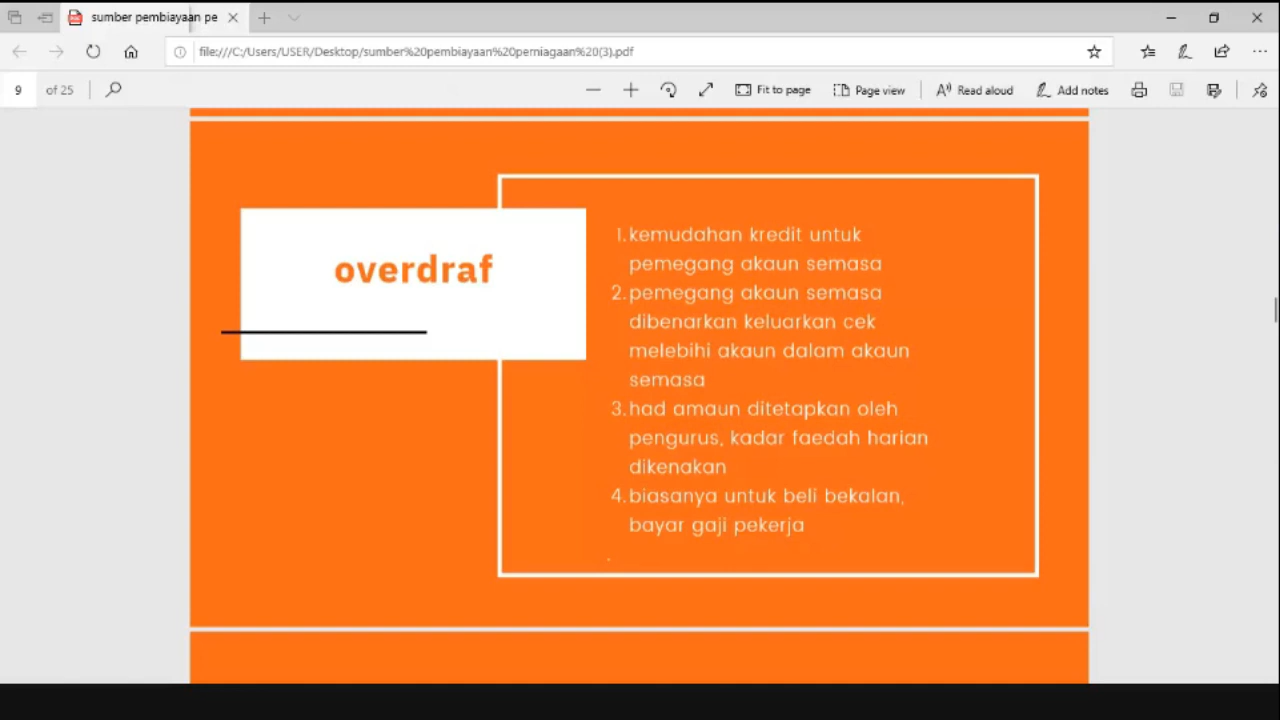 sumber pembiayaan pe
file:///C:/Users/USER/Desktop/sumber%20pembiayaan%20perniagaan%20(3).pdf
9 of 25
Fit to page
Page view
Read aloud
Add notes
overdraf
1. kemudahan kredit untuk
pemegang akaun semasa
2. pemegang akaun semasa
dibenarkan keluarkan cek
melebihi akaun dalam akaun
semasa
3. had amaun ditetapkan oleh
pengurus, kadar faedah harian
dikenakan
4. biasanya untuk beli bekalan,
bayar gaji pekerja